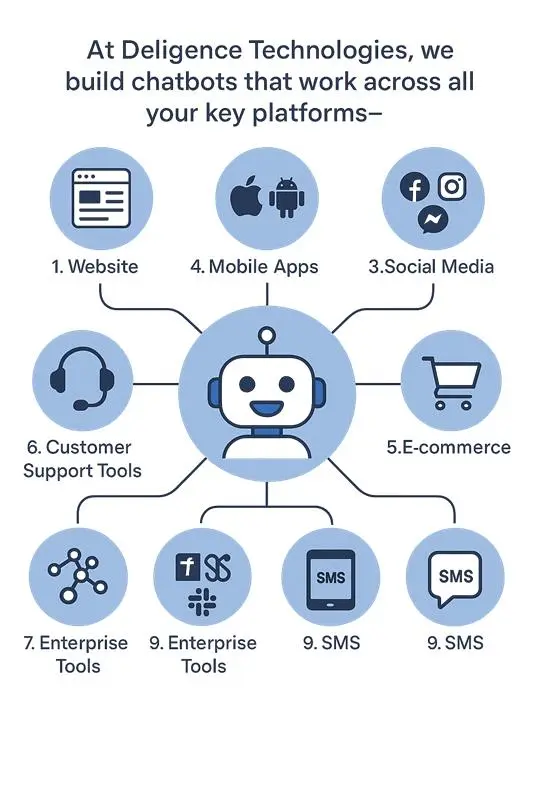 At Deligence Technologies, we
build chatbots that work across all
your key platforms–
1. Website
4. Mobile Apps
3.Social Media
6. Customer
Support Tools
5.E-commerce
SMS
SMS
7. Enterprise
Tools
9. Enterprise
Tools
9. SMS
9. SMS